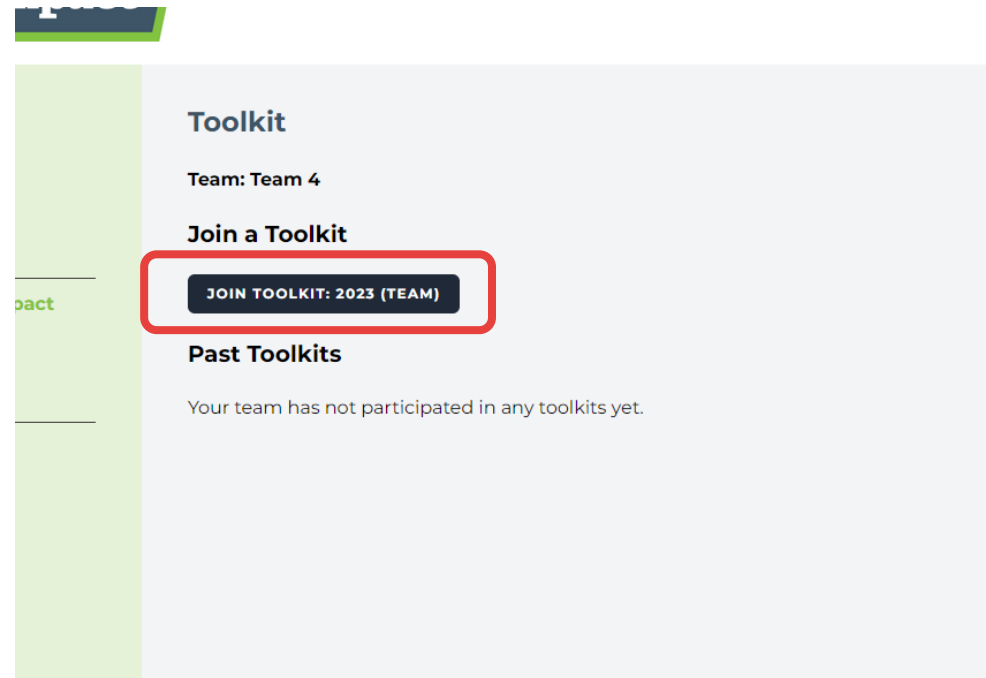 Toolkit
Team: Team 4
Join a Toolkit
JOIN TOOLKIT: 2023 (TEAM)
Past Toolkits
Your team has not participated in any toolkits yet.